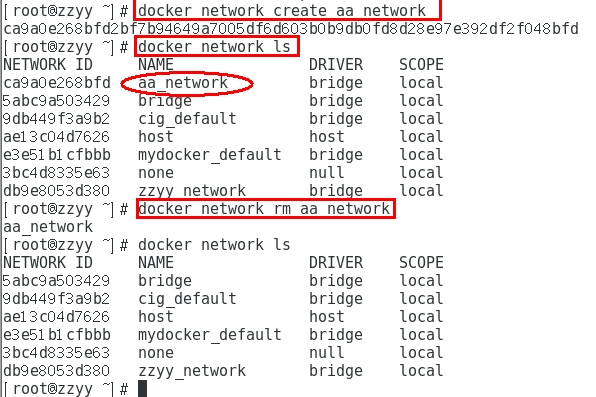 [root@zzyy ~]# docker network create aa_network
ca9a0e268bfd2bf7b94649a7005df6d603b0b9db0fd8d28e97e392df2f048bfd
[root@zzyy ~]# docker network ls
NETWORK ID NAME DRIVER SCOPE
ca9a0e268bfd aa_network bridge local
5abc9a503429 bridge bridge local
9db449f3a9b2 cig_default bridge local
ae13c04d7626 host host local
e3e51b1cfbbb mydocker_default bridge local
3bc4d8335e63 none null local
db9e8053d380 zzyy_network bridge local
[root@zzyy ~]# docker network rm aa_network
aa_network
[root@zzyy ~]# docker network ls
NETWORK ID NAME DRIVER SCOPE
5abc9a503429 bridge bridge local
9db449f3a9b2 cig_default bridge local
ae13c04d7626 host host local
e3e51b1cfbbb mydocker_default bridge local
3bc4d8335e63 none null local
db9e8053d380 zzyy_network bridge local
[root@zzyy ~]#